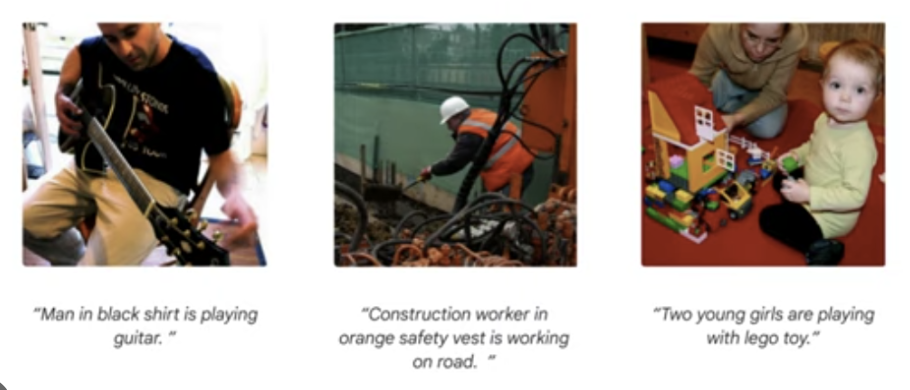 "Man in black shirt is playing
guitar. "
"Construction worker in
orange safety vest is working
on road. "
"Two young girls are playing
with lego toy."